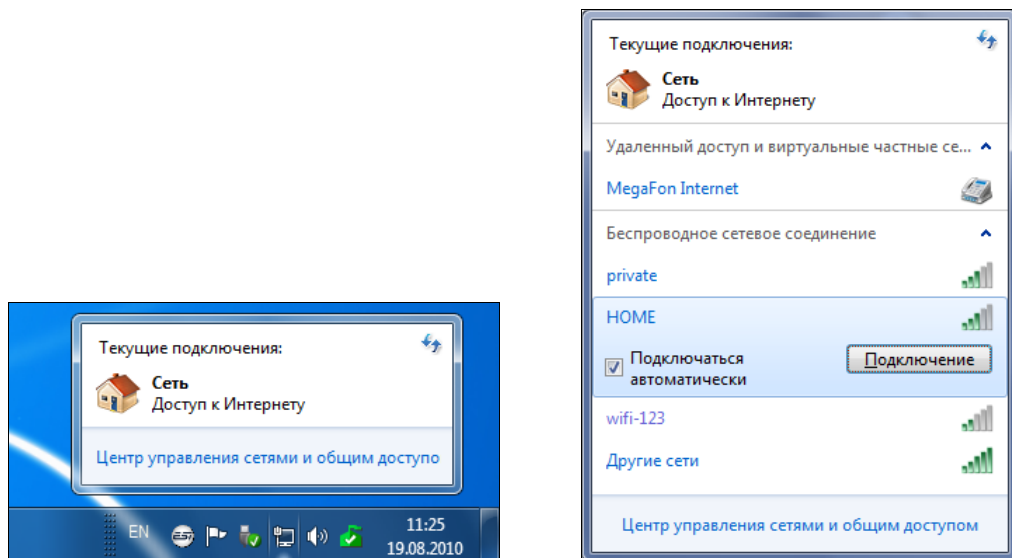 Текущие подключения:
Сеть
Доступ к Интернету
Центр управления сетями и общим доступо
EN
11:25
19.08.2010
Текущие подключения:
Сеть
Доступ к Интернету
Удаленный доступ и виртуальные частные се...
MegaFon Internet
Беспроводное сетевое соединение
private
HOME
Подключаться
автоматически
Подключение
wifi-123
Другие сети
Центр управления сетями и общим доступом